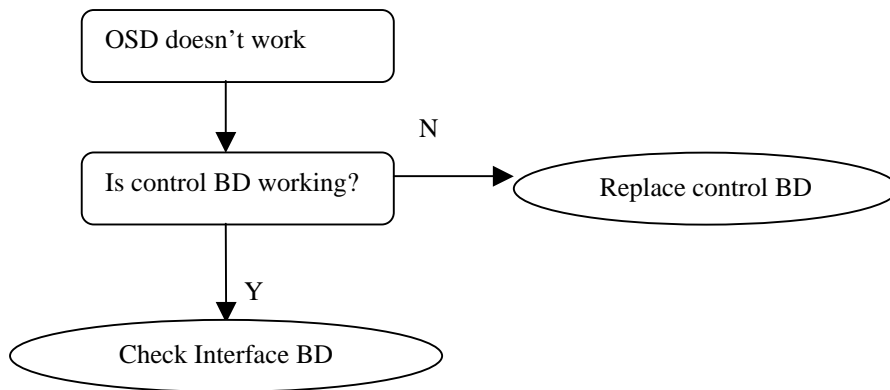 OSD doesn’t work
N
Is control BD working?
Replace control BD
Y
Check Interface BD